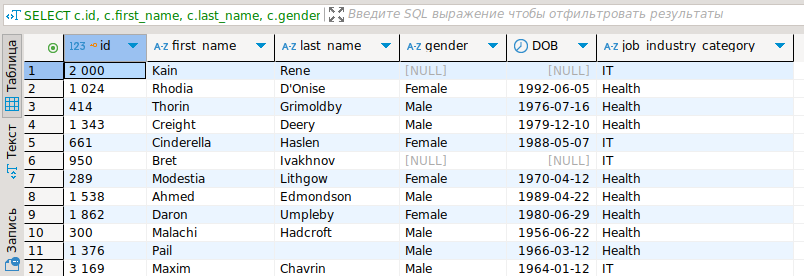 SELECT c.id, c.first_name, c.last_name, c.gender Введите SQL выражение чтобы отфильтровать результаты
Таблица
Текст
Запись
123 id A-Z first_name A-Z last_name A-Z gender DOB A-Z job_industry_category
1 2 000 Kain Rene [NULL] [NULL] IT
2 1 024 Rhodia D'Onise Female 1992-06-05 Health
3 414 Thorin Grimoldby Male 1976-07-16 Health
4 1 343 Creight Deery Male 1979-12-10 Health
5 661 Cinderella Haslen Female 1988-05-07 IT
6 950 Bret Ivakhnov [NULL] [NULL] IT
7 289 Modestia Lithgow Female 1970-04-12 Health
8 1 538 Ahmed Edmondson Male 1989-04-22 Health
9 1 862 Daron Umpleby Female 1980-06-29 Health
10 300 Malachi Hadcroft Male 1956-06-22 Health
11 1 376 Pail Male 1966-03-12 Health
12 3 169 Maxim Chavrin Male 1964-01-12 IT